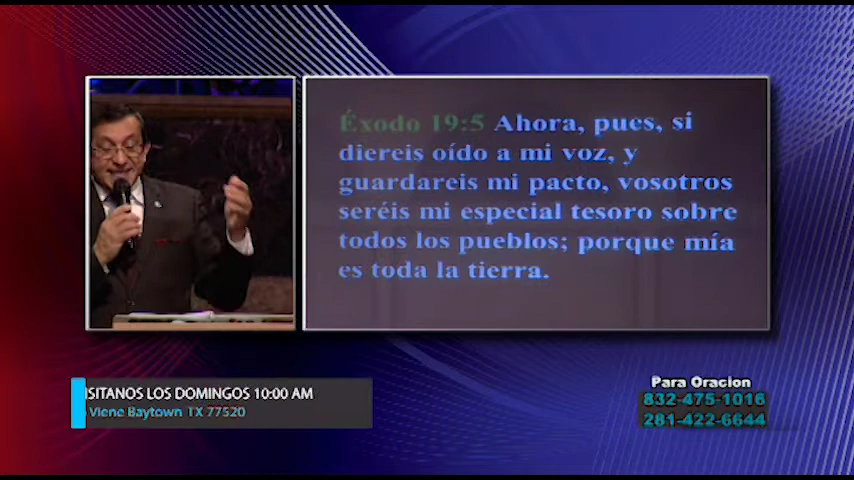 Éxodo 19:5 Ahora, pues, si
diereis oído a mi voz, y
guardareis mi pacto, vosotros
seréis mi especial tesoro sobre
todos los pueblos; porque mía
es toda la tierra.
ISITANOS LOS DOMINGOS 10:00 AM
Viene Baytown TX 77520
Para Oracion
832-475-1016
281-422-6644